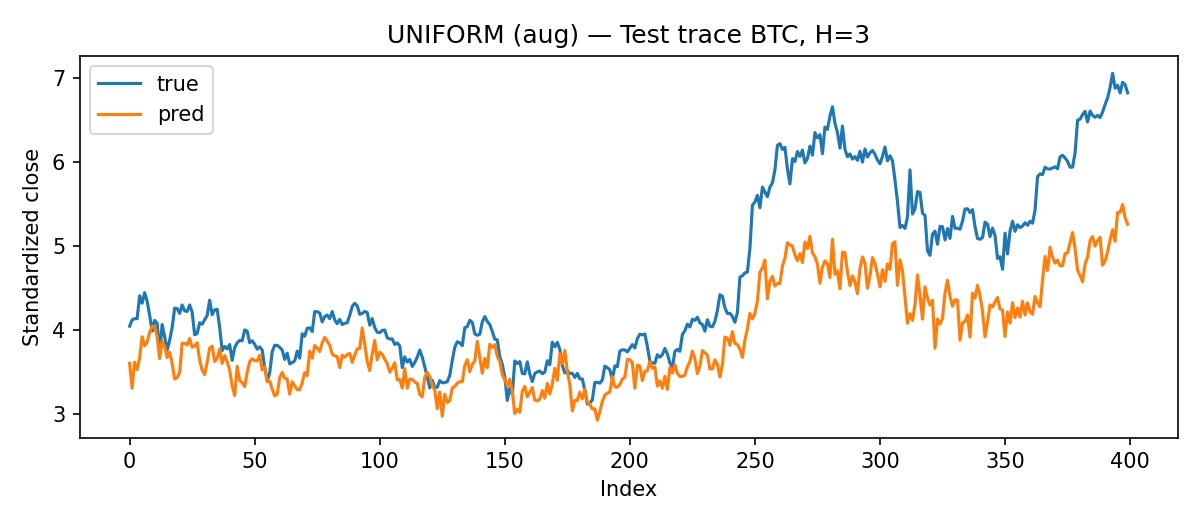 UNIFORM (aug) — Test trace BTC, H=3
true
pred
Standardized close
7
6
5
4
3
0 50 100 150 200 250 300 350 400
Index